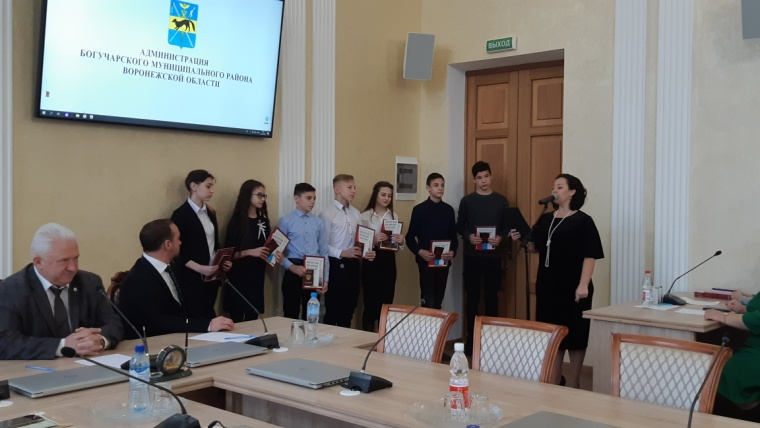 АДМИНИСТРАЦИЯ
БОГУЧАРСКОГО МУНИЦИПАЛЬНОГО РАЙОНА
ВОРОНЕЖСКОЙ ОБЛАСТИ
ВЫХОД